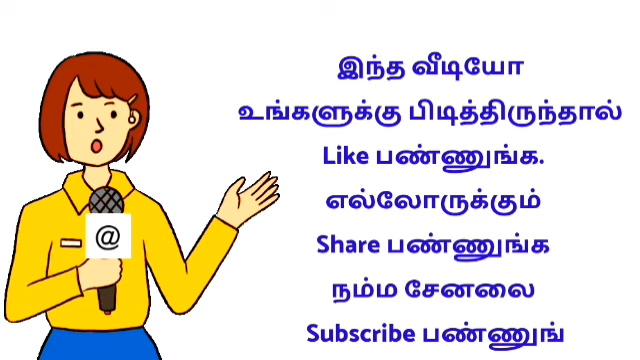 @
இந்த வீடியோ
உங்களுக்கு பிடித்திருந்தால்
Like பண்ணுங்க.
எல்லோருக்கும்
Share பண்ணுங்க
நம்ம சேனலை
Subscribe பண்ணுங்